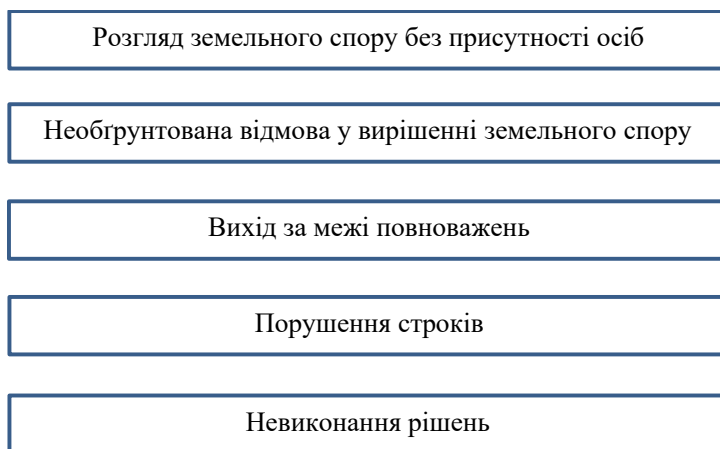 Розгляд земельного спору без присутності осіб
Необґрунтована відмова у вирішенні земельного спору
Вихід за межі повноважень
Порушення строків
Невиконання рішень